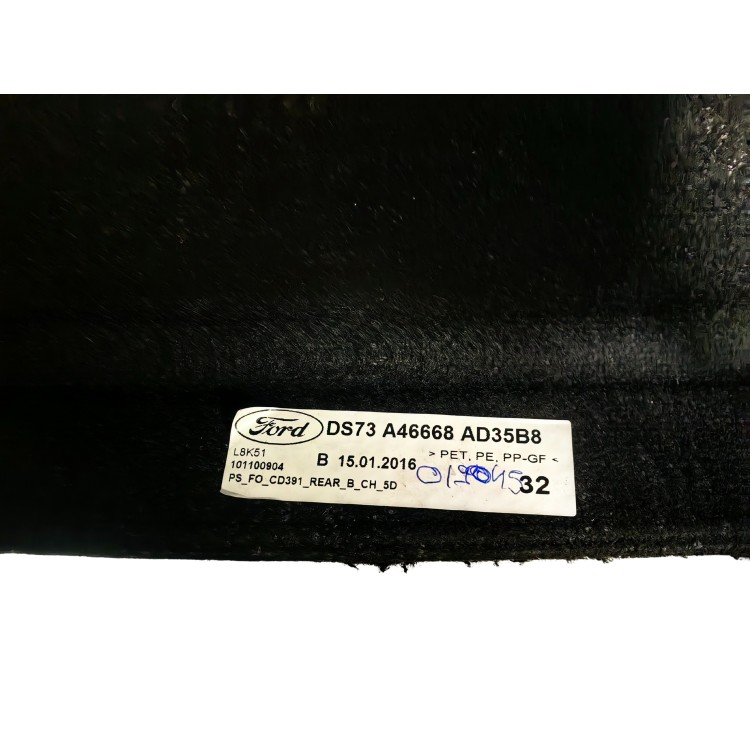 Ford DS73 A46668 AD35B8
L8K51 > PET, PE, PP-GF <
101100904 B 15.01.2016
PS_FO_CD391_REAR_B_CH_5D 32